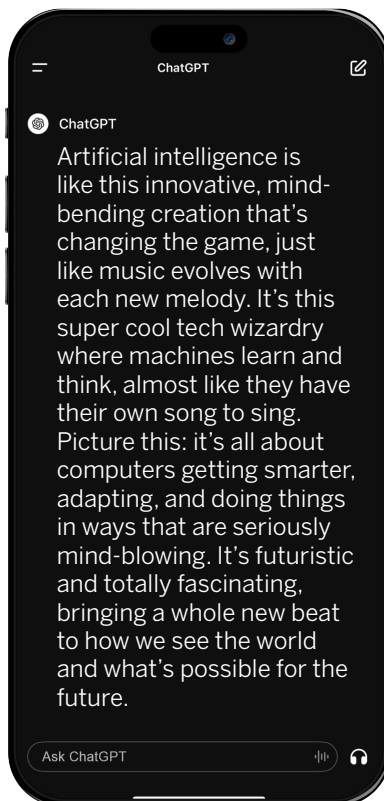 ChatGPT
ChatGPT
Artificial intelligence is
like this innovative, mind-
bending creation that's
changing the game, just
like music evolves with
each new melody. It's this
super cool tech wizardry
where machines learn and
think, almost like they have
their own song to sing.
Picture this: it's all about
computers getting smarter,
adapting, and doing things
in ways that are seriously
mind-blowing. It's futuristic
and totally fascinating,
bringing a whole new beat
to how we see the world
and what's possible for the
future.
Ask ChatGPT